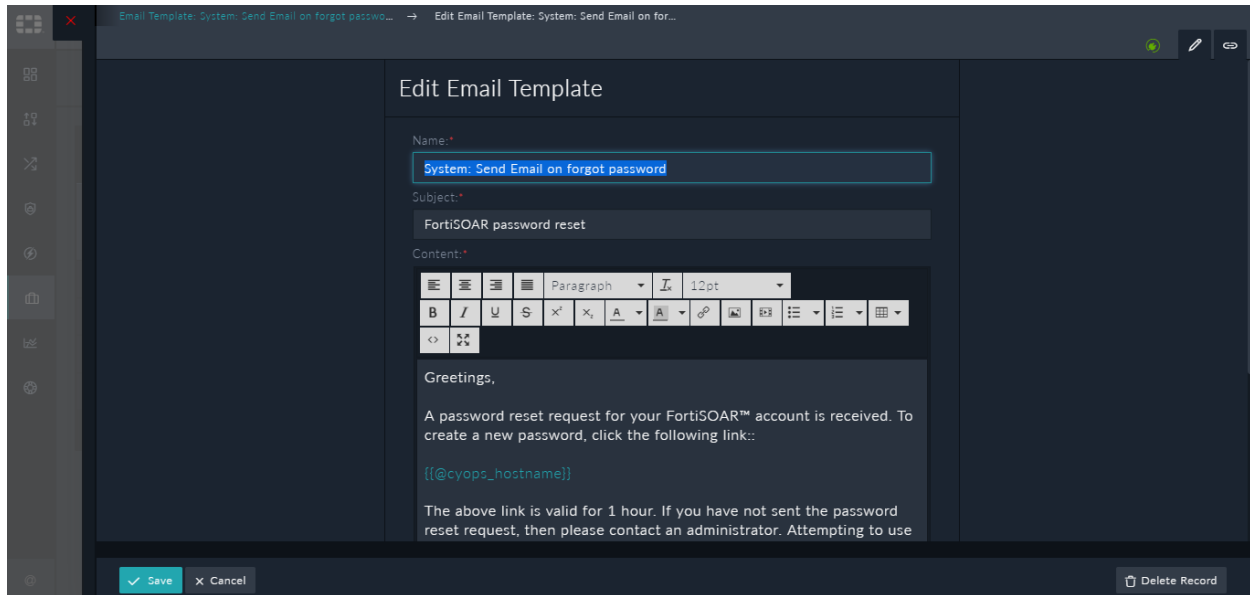 Email Template: System: Send Email on forgot passwo... → Edit Email Template: System: Send Email on for...
Edit Email Template
Name:*
System: Send Email on forgot password
Subject:*
FortiSOAR password reset
Content:*
Paragraph 12pt
B I U S x² x₂ A A
Greetings,
A password reset request for your FortiSOAR™ account is received. To
create a new password, click the following link::
{{@cyops_hostname}}
The above link is valid for 1 hour. If you have not sent the password
reset request, then please contact an administrator. Attempting to use
Save Cancel Delete Record